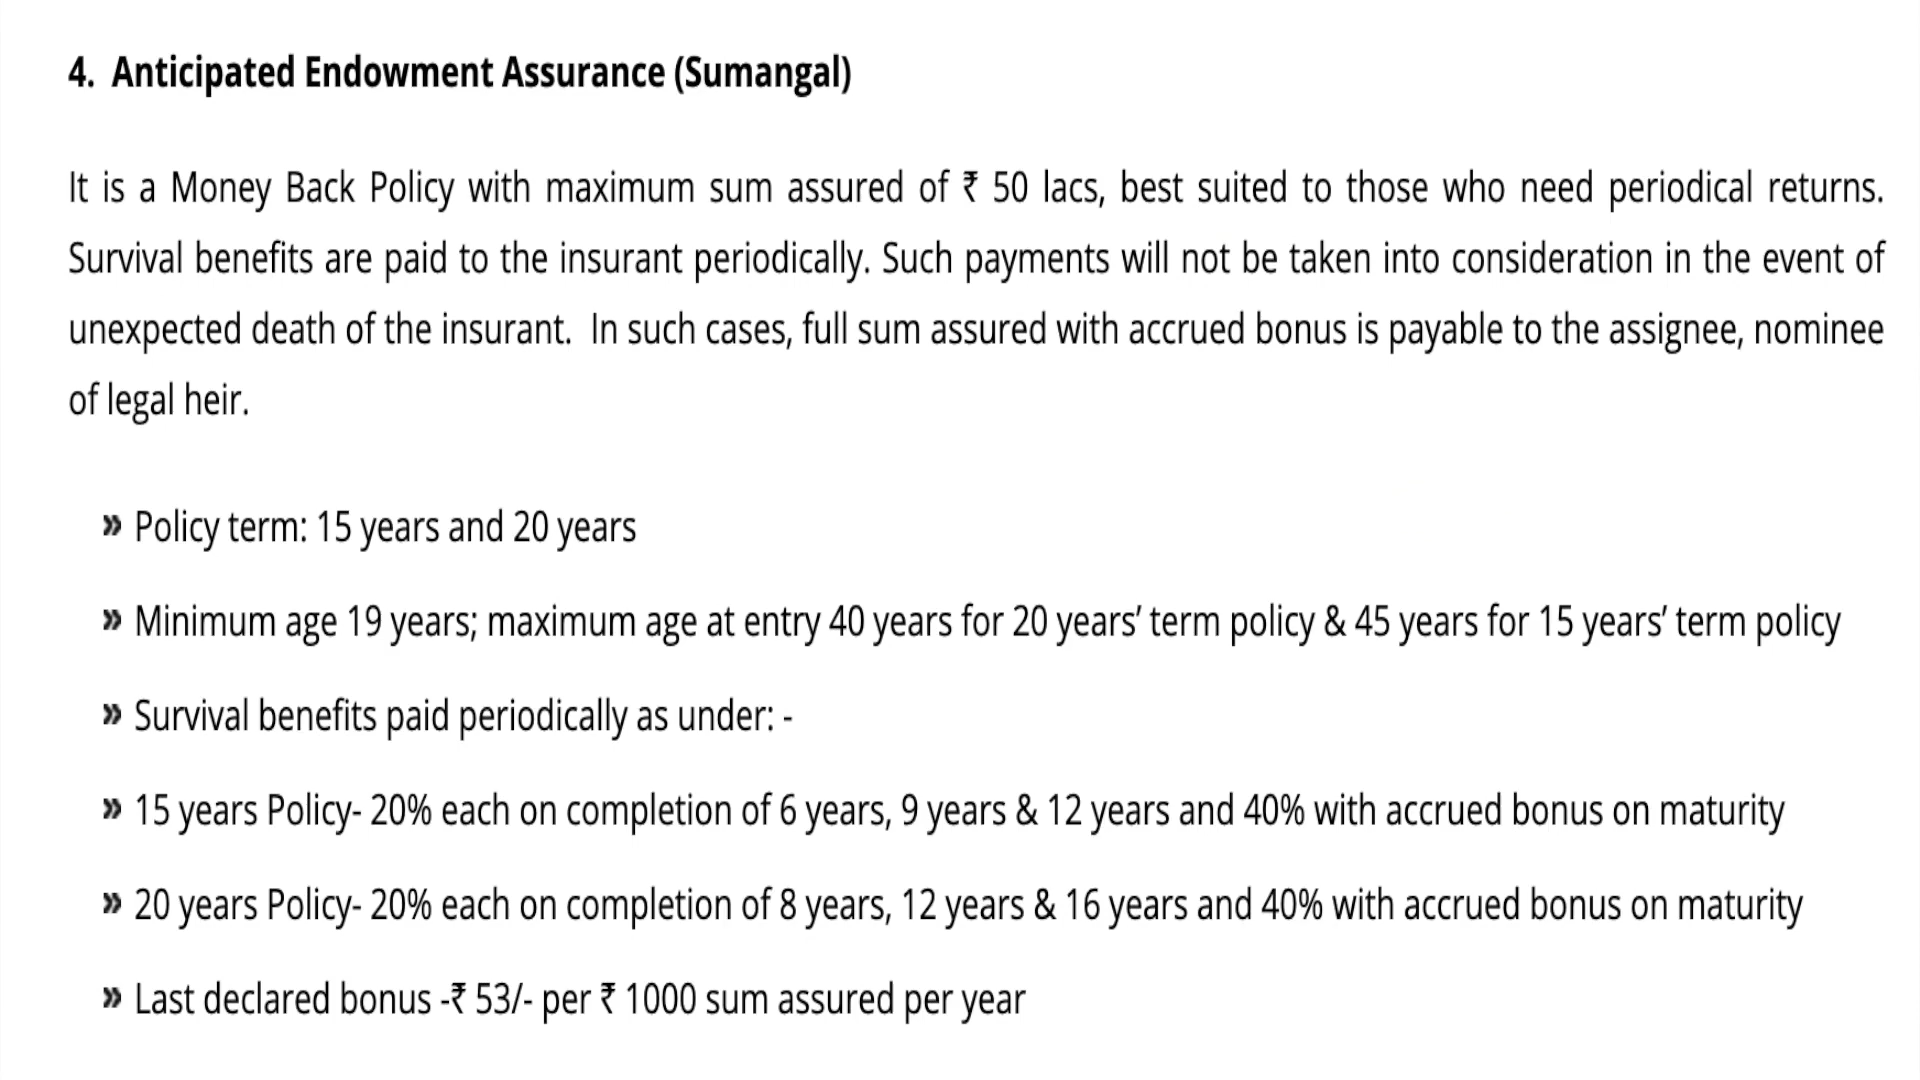 4. Anticipated Endowment Assurance (Sumangal)
It is a Money Back Policy with maximum sum assured of ₹ 50 lacs, best suited to those who need periodical returns.
Survival benefits are paid to the insurant periodically. Such payments will not be taken into consideration in the event of
unexpected death of the insurant. In such cases, full sum assured with accrued bonus is payable to the assignee, nominee
of legal heir.
» Policy term: 15 years and 20 years
» Minimum age 19 years; maximum age at entry 40 years for 20 years’ term policy & 45 years for 15 years’ term policy
» Survival benefits paid periodically as under: -
» 15 years Policy- 20% each on completion of 6 years, 9 years & 12 years and 40% with accrued bonus on maturity
» 20 years Policy- 20% each on completion of 8 years, 12 years & 16 years and 40% with accrued bonus on maturity
» Last declared bonus -₹ 53/- per ₹ 1000 sum assured per year